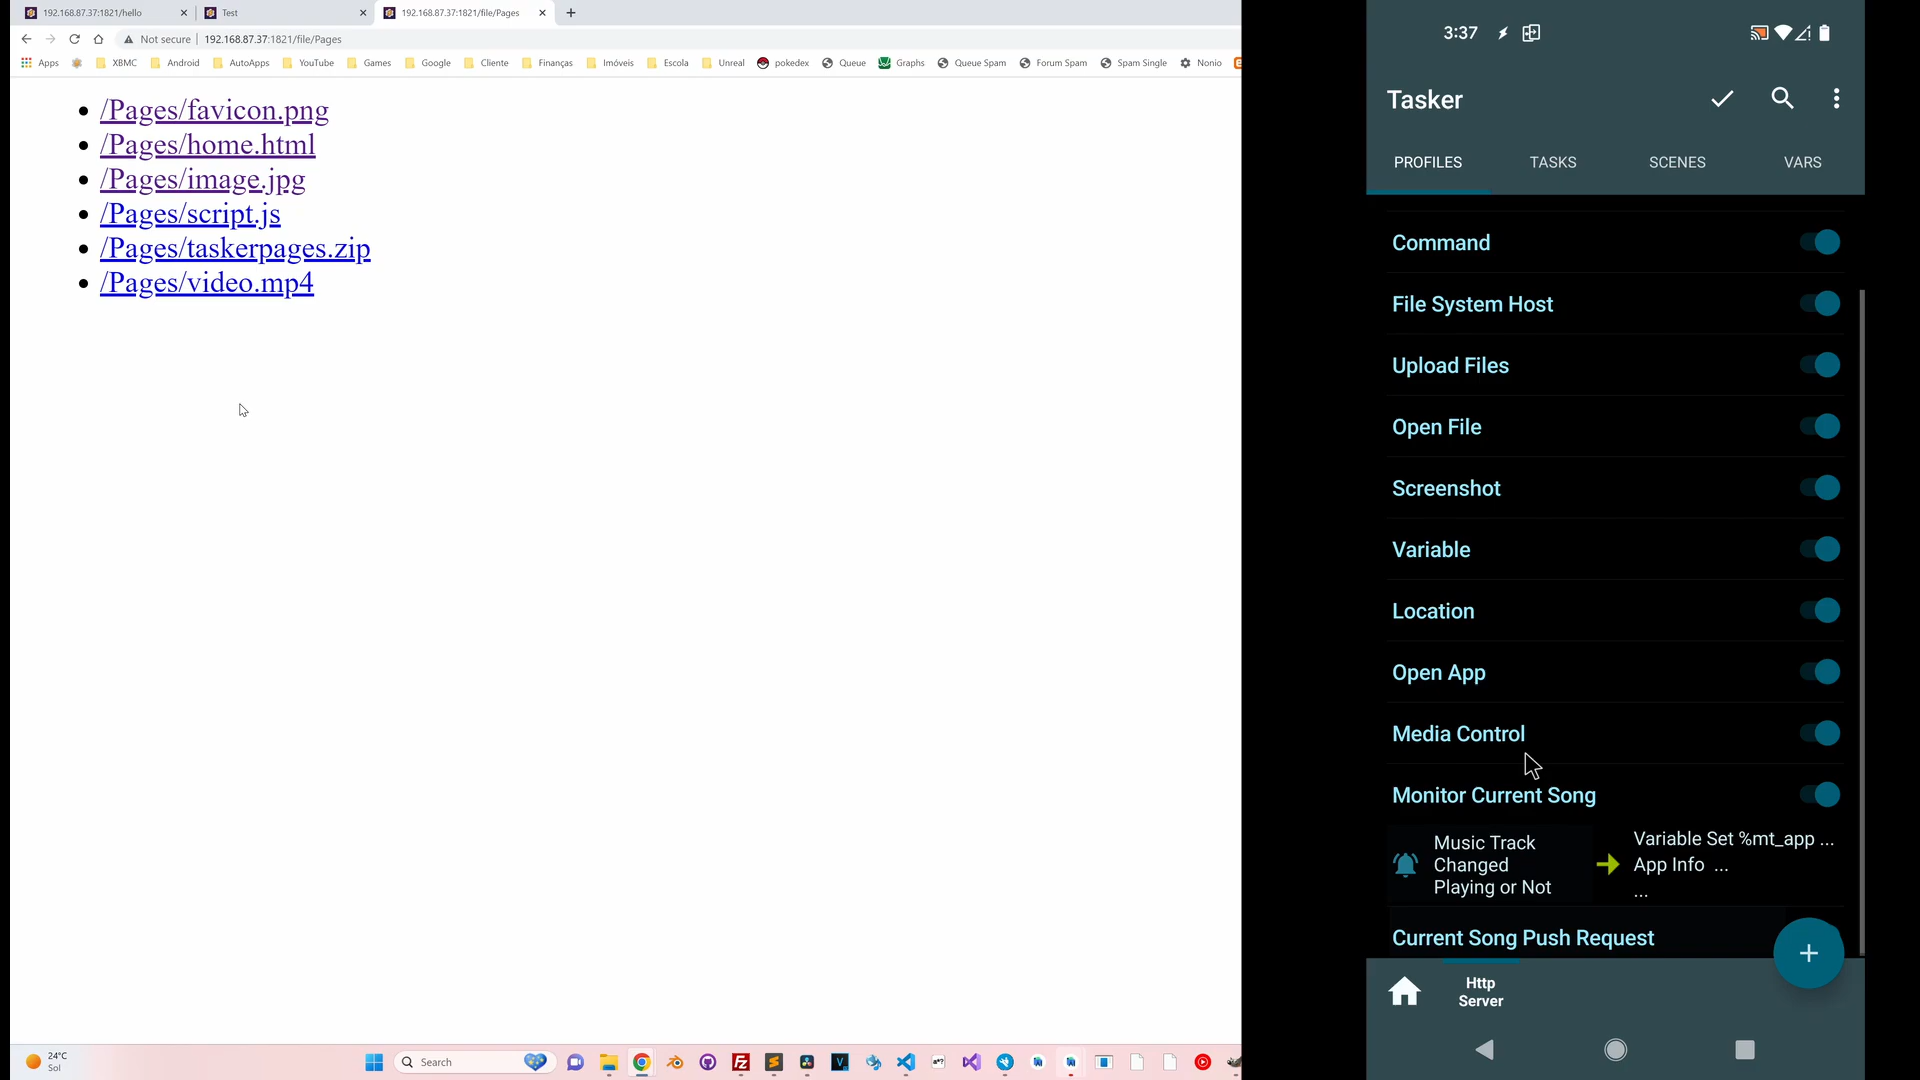 192.168.87.37:1821/hello
Test
192.168.87.37:1821/file/Pages
Not secure
192.168.87.37:1821/file/Pages
Apps
XBMC
Android
AutoApps
YouTube
Games
Google
Cliente
Finanças
Imóveis
Escola
Unreal
pokedex
Queue
Graphs
Queue Spam
Forum Spam
Spam Single
Nonio
/Pages/favicon.png
/Pages/home.html
/Pages/image.jpg
/Pages/script.js
/Pages/taskerpages.zip
/Pages/video.mp4
24°C
Sol
Search
3:37
Tasker
PROFILES
TASKS
SCENES
VARS
Command
File System Host
Upload Files
Open File
Screenshot
Variable
Location
Open App
Media Control
Monitor Current Song
Music Track
Changed
Playing or Not
Variable Set %mt_app ...
App Info ...
...
Current Song Push Request
Http
Server